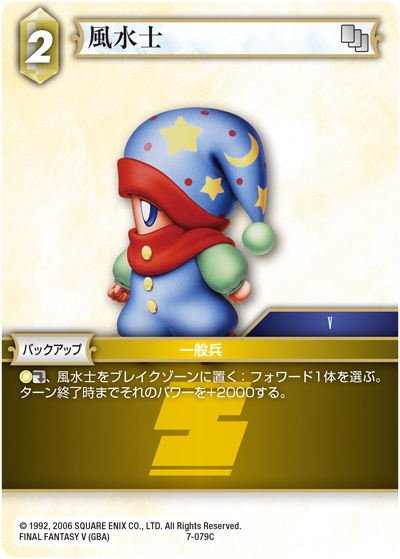 2
風水士
V
バックアップ
一般兵
土、風水士をブレイクゾーンに置く：フォワード1体を選ぶ。
ターン終了時までそれのパワーを+2000する。
© 1992, 2006 SQUARE ENIX CO., LTD. All Rights Reserved.
FINAL FANTASY V (GBA)
7-079C